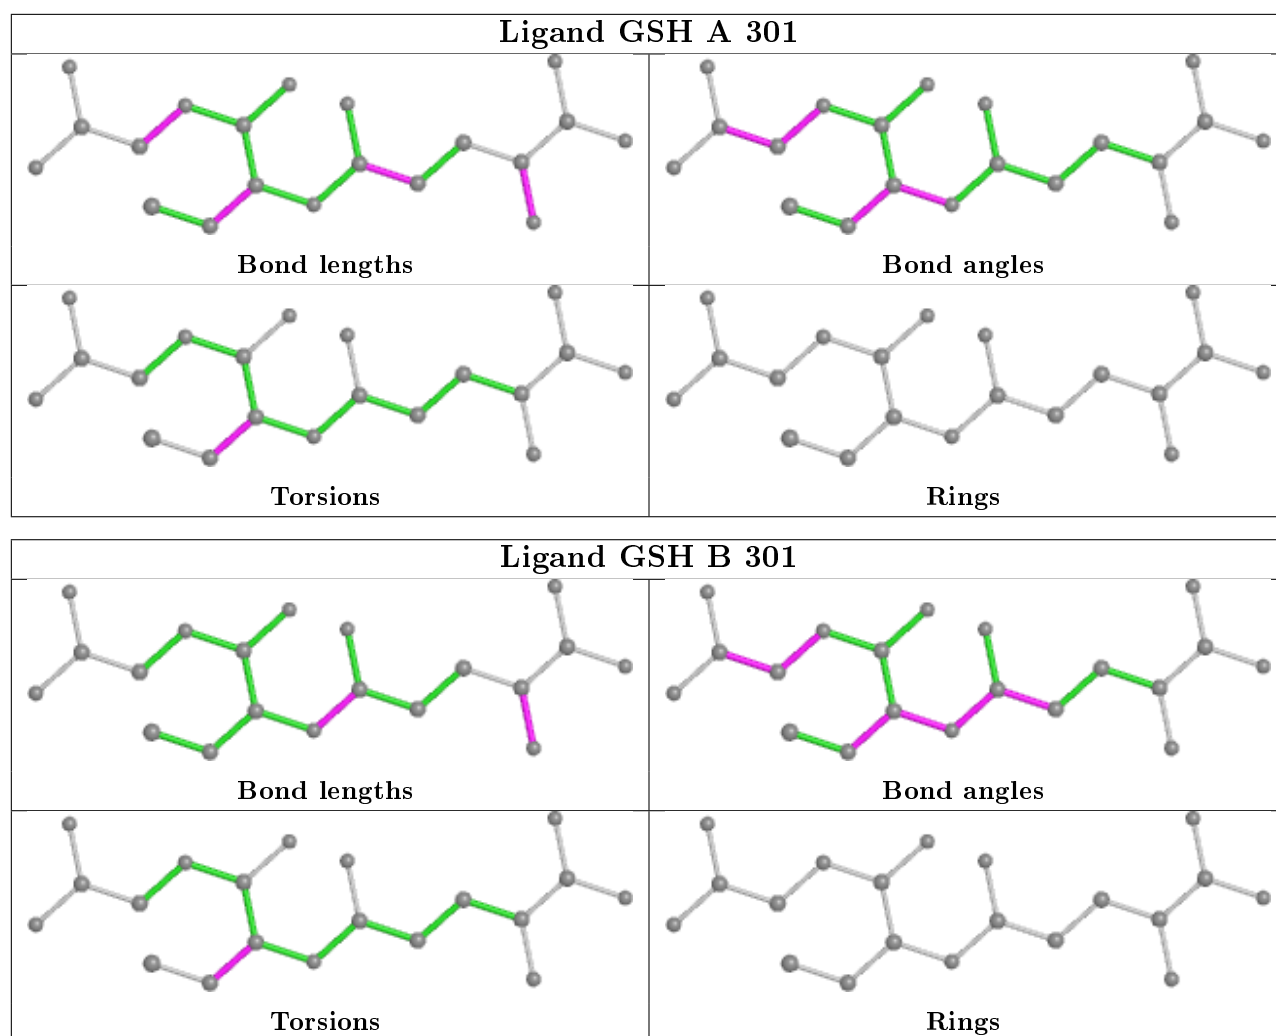 Ligand GSH A 301
Bond lengths
Bond angles
Torsions
Rings
Ligand GSH B 301
Bond lengths
Bond angles
Torsions
Rings